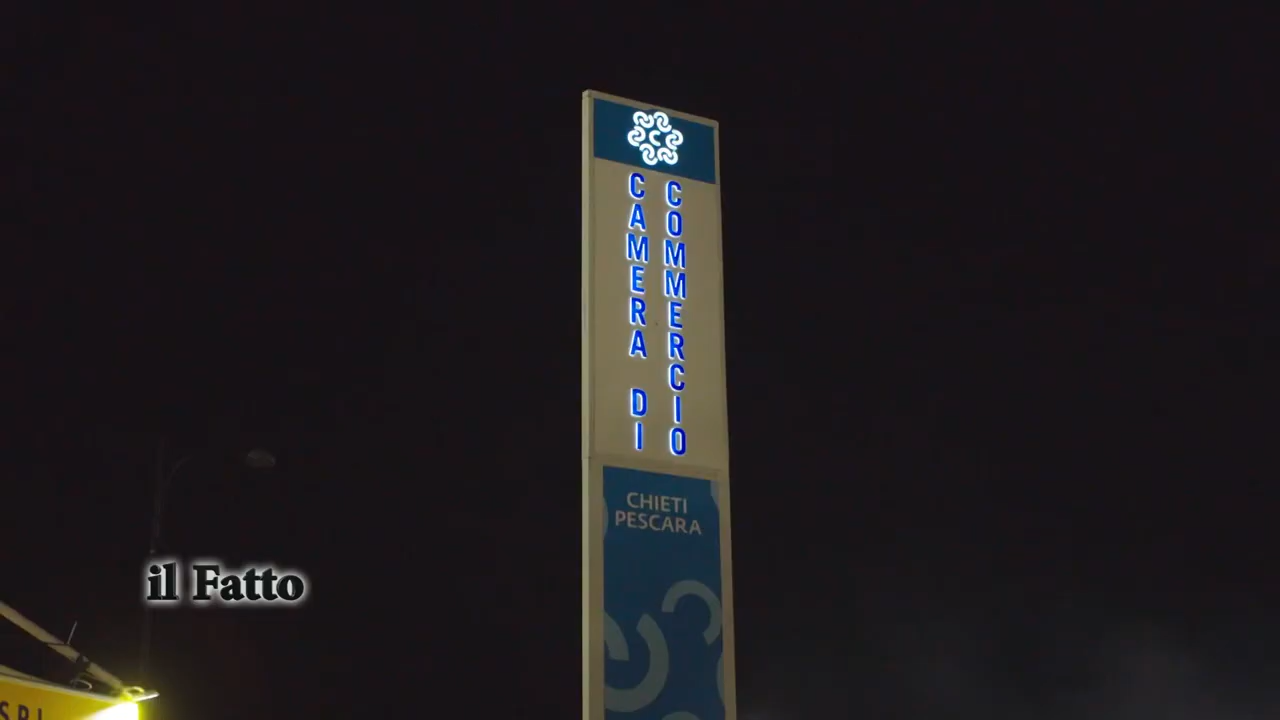 CAMERA DI
COMMERCIO
CHIETI
PESCARA
il Fatto
S.R.L.